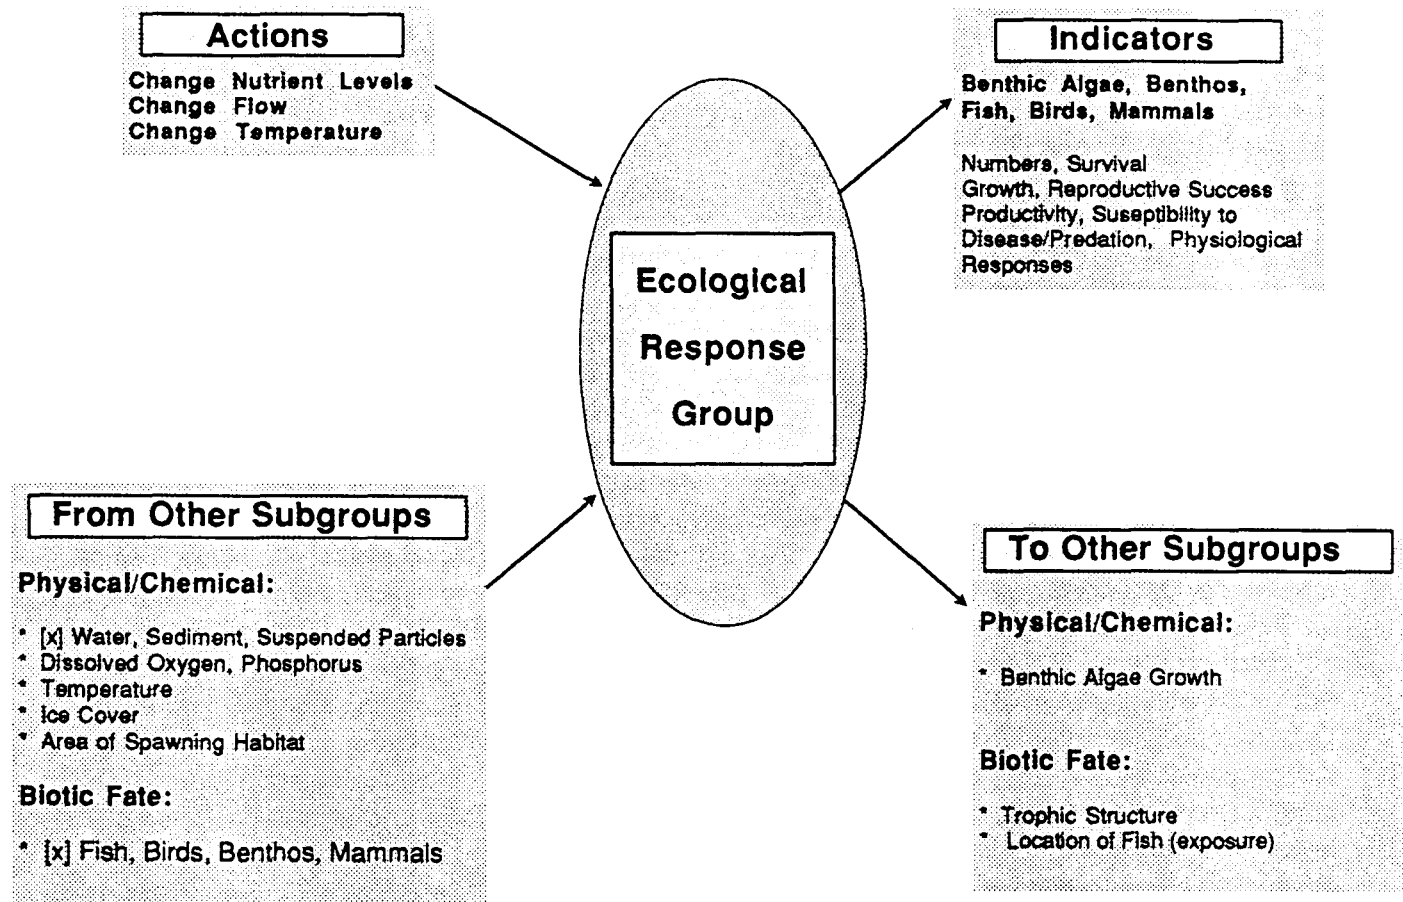 Actions
Change Nutrient Levels
Change Flow
Change Temperature
Indicators
Benthic Algae, Benthos,
Fish, Birds, Mammals
Numbers, Survival
Growth, Reproductive Success
Productivity, Suseptibility to
Disease/Predation, Physiological
Responses
Ecological
Response
Group
From Other Subgroups
Physical/Chemical:
* [x] Water, Sediment, Suspended Particles
* Dissolved Oxygen, Phosphorus
* Temperature
* Ice Cover
* Area of Spawning Habitat
Biotic Fate:
* [x] Fish, Birds, Benthos, Mammals
To Other Subgroups
Physical/Chemical:
* Benthic Algae Growth
Biotic Fate:
* Trophic Structure
* Location of Fish (exposure)